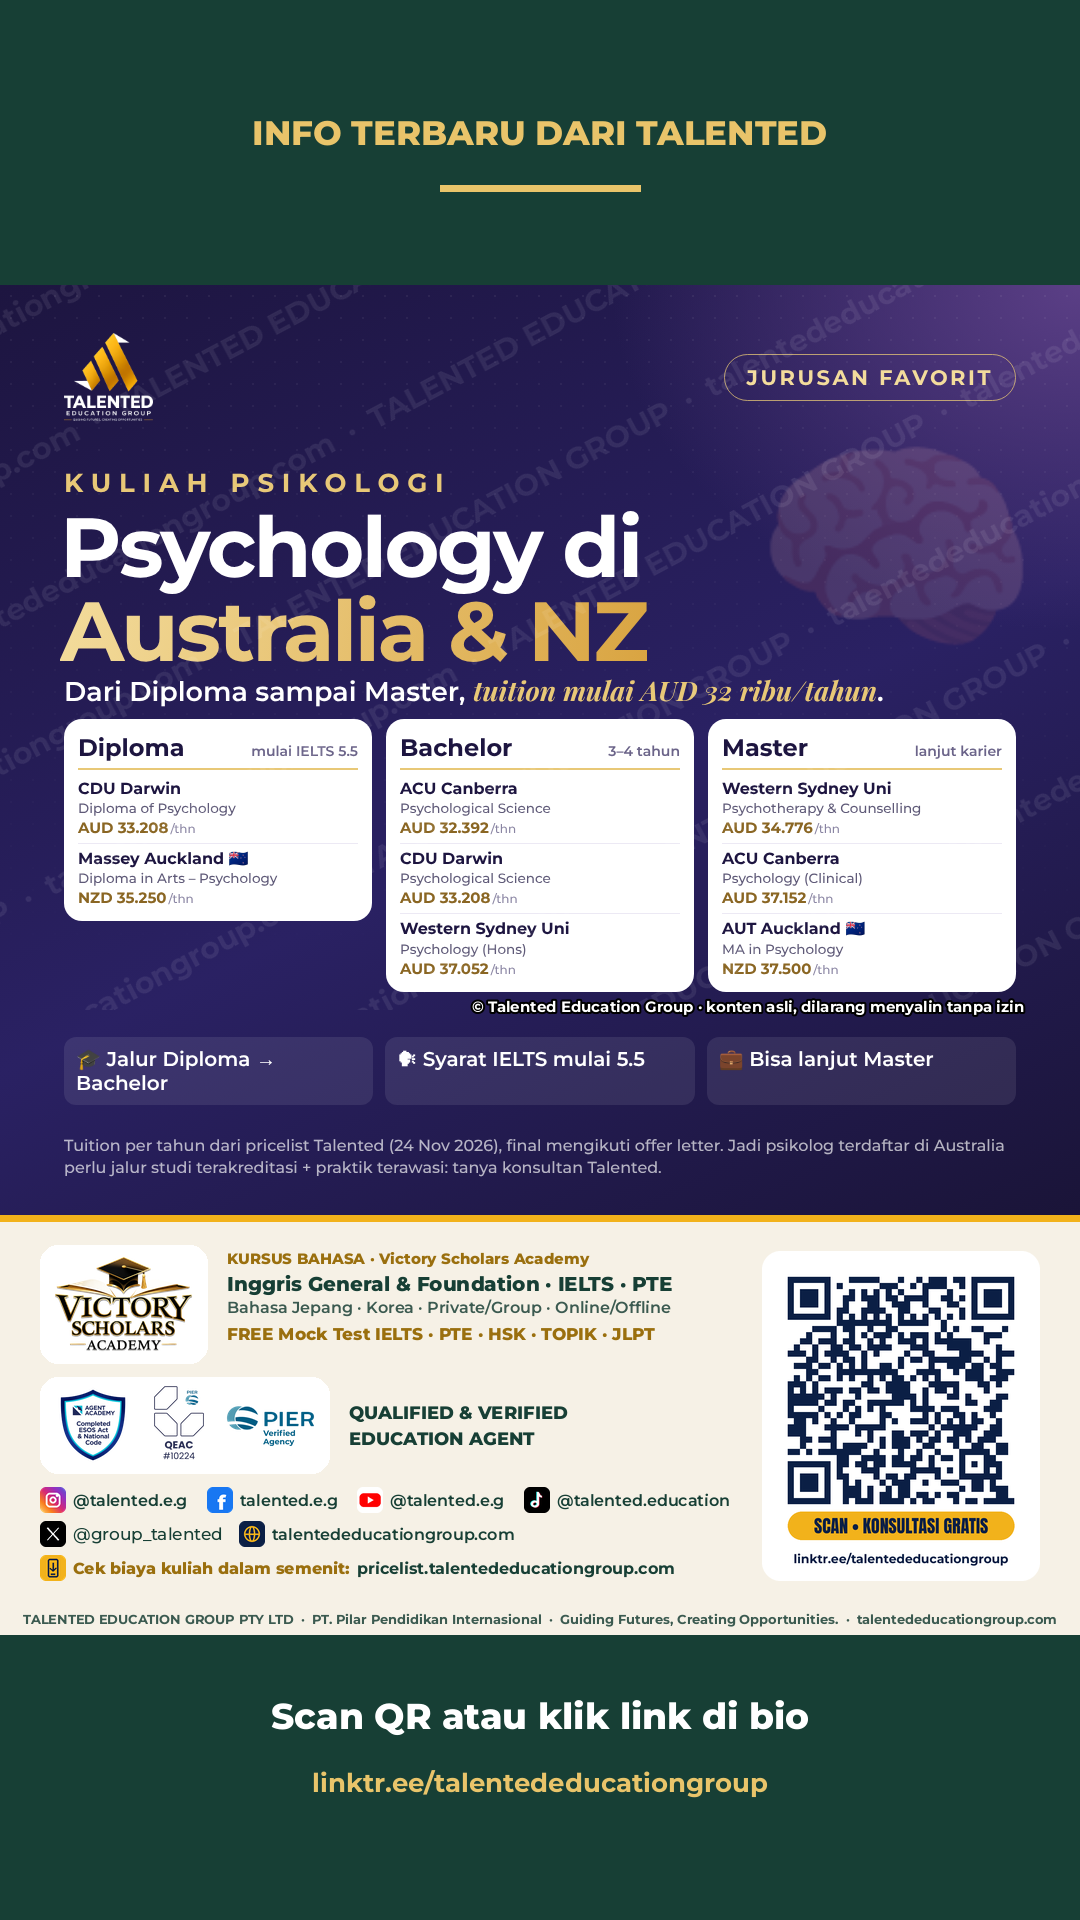 INFO TERBARU DARI TALENTED
TALENTED
EDUCATION GROUP
JURUSAN FAVORIT
KULIAH PSIKOLOGI
Psychology di
Australia & NZ
Dari Diploma sampai Master, tuition mulai AUD 32 ribu/tahun.
Diploma mulai IELTS 5.5
CDU Darwin
Diploma of Psychology
AUD 33.208/thn
Massey Auckland 🇳🇿
Diploma in Arts – Psychology
NZD 35.250/thn
Bachelor 3–4 tahun
ACU Canberra
Psychological Science
AUD 32.392/thn
CDU Darwin
Psychological Science
AUD 33.208/thn
Western Sydney Uni
Psychology (Hons)
AUD 37.052/thn
Master lanjut karier
Western Sydney Uni
Psychotherapy & Counselling
AUD 34.776/thn
ACU Canberra
Psychology (Clinical)
AUD 37.152/thn
AUT Auckland 🇳🇿
MA in Psychology
NZD 37.500/thn
© Talented Education Group · konten asli, dilarang menyalin tanpa izin
🎓 Jalur Diploma →
Bachelor
🗣 Syarat IELTS mulai 5.5
💼 Bisa lanjut Master
Tuition per tahun dari pricelist Talented (24 Nov 2026), final mengikuti offer letter. Jadi psikolog terdaftar di Australia
perlu jalur studi terakreditasi + praktik terawasi: tanya konsultan Talented.
VICTORY
SCHOLARS
ACADEMY
KURSUS BAHASA · Victory Scholars Academy
Inggris General & Foundation · IELTS · PTE
Bahasa Jepang · Korea · Private/Group · Online/Offline
FREE Mock Test IELTS · PTE · HSK · TOPIK · JLPT
AGENT
ACADEMY
Completed
ESOS Act
& National
Code
PIER
QEAC
#10224
PIER
Verified
Agency
QUALIFIED & VERIFIED
EDUCATION AGENT
@talented.e.g talented.e.g @talented.e.g @talented.education
@group_talented talentededucationgroup.com
Cek biaya kuliah dalam semenit: pricelist.talentededucationgroup.com
SCAN • KONSULTASI GRATIS
linktr.ee/talentededucationgroup
TALENTED EDUCATION GROUP PTY LTD · PT. Pilar Pendidikan Internasional · Guiding Futures, Creating Opportunities. · talentededucationgroup.com
Scan QR atau klik link di bio
linktr.ee/talentededucationgroup